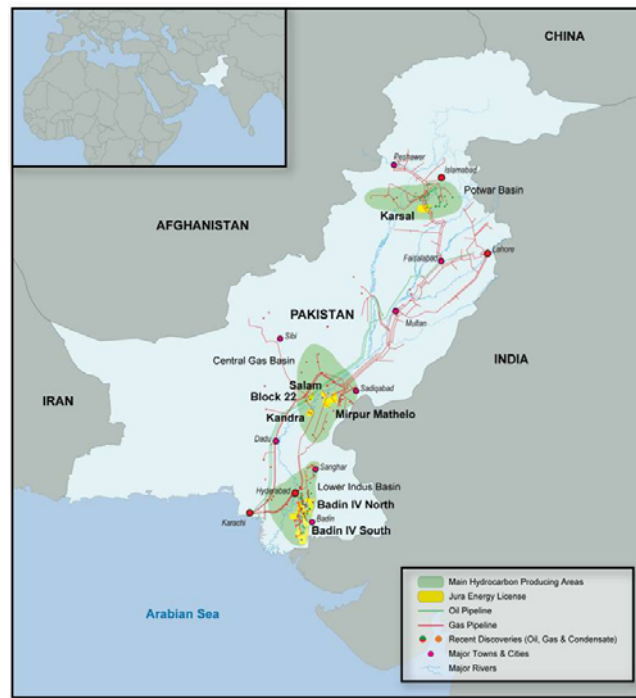 CHINA
Peshawer
Islamabad
Potwar Basin
Karsal
AFGHANISTAN
Lahore
Faisalabad
PAKISTAN
Multan
Sibi
INDIA
Central Gas Basin
Salam
Sadiqabad
Block 22
IRAN
Kandra
Mirpur Mathelo
Dadu
Sanghar
Lower Indus Basin
Hyderabad
Badin IV North
Karachi
Badin
Badin IV South
Arabian Sea
Main Hydrocarbon Producing Areas
Jura Energy License
Oil Pipeline
Gas Pipeline
Recent Discoveries (Oil, Gas & Condensate)
Major Towns & Cities
Major Rivers